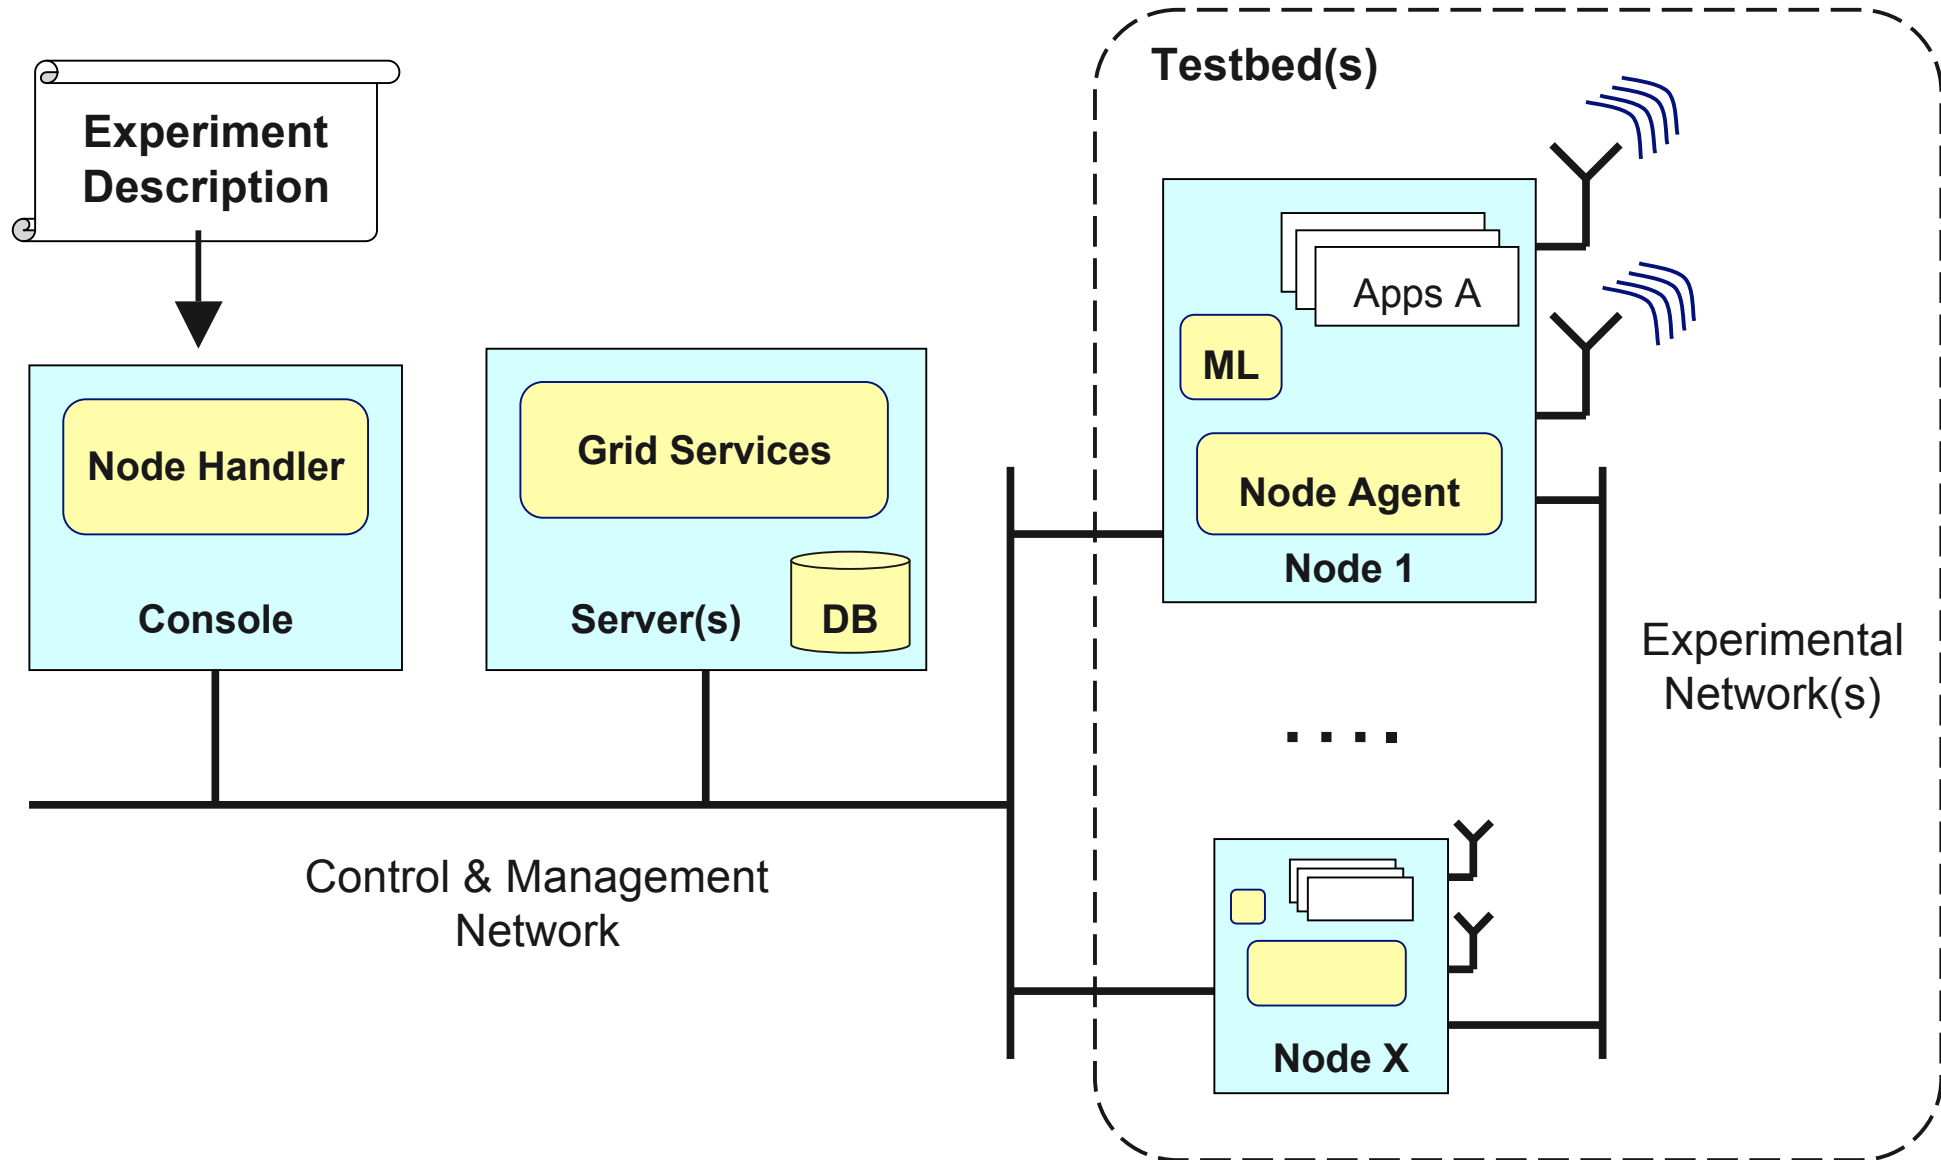 Experiment
Description
Node Handler
Console
Grid Services
Server(s)
DB
Control & Management
Network
Testbed(s)
Apps A
ML
Node Agent
Node 1
Experimental
Network(s)
. . . .
Node X